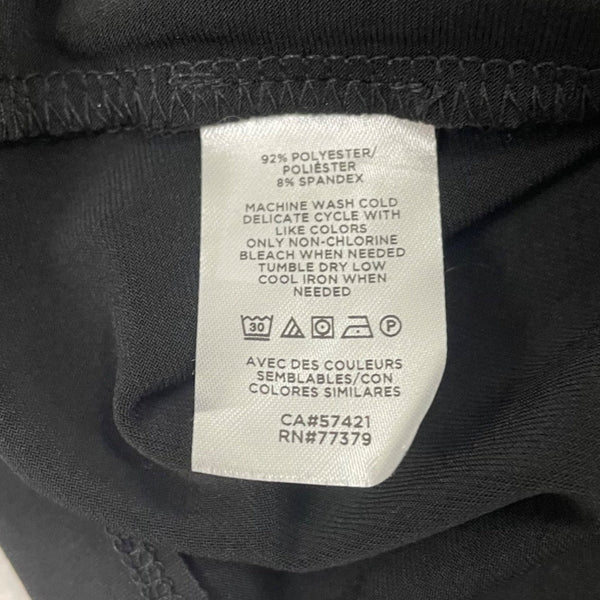 92% POLYESTER/
POLIÉSTER
8% SPANDEX
MACHINE WASH COLD
DELICATE CYCLE WITH
LIKE COLORS
ONLY NON-CHLORINE
BLEACH WHEN NEEDED
TUMBLE DRY LOW
COOL IRON WHEN
NEEDED
30 P
AVEC DES COULEURS
SEMBLABLES/CON
COLORES SIMILARES
CA#57421
RN#77379